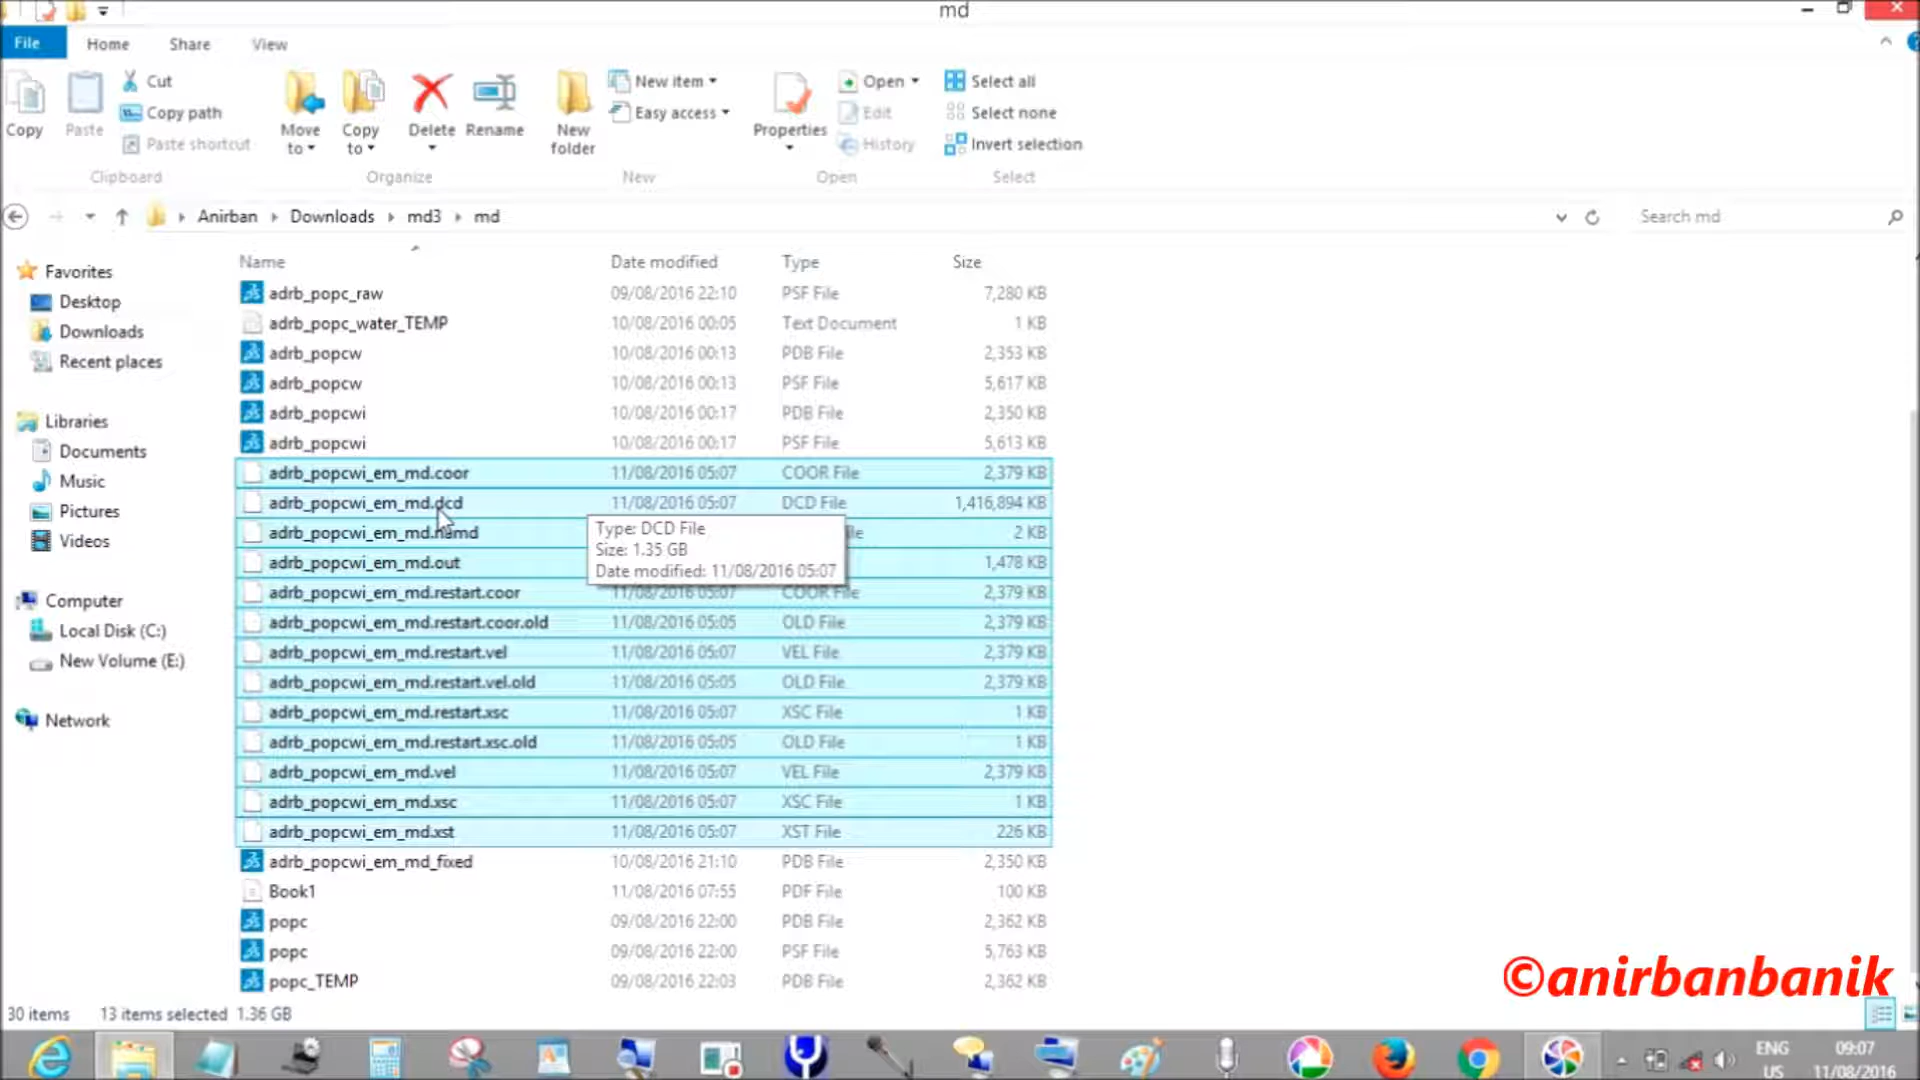 md
File Home Share View
Copy Paste Cut Copy path Paste shortcut Move to Copy to Delete Rename New folder New item Easy access Properties Open Edit History Select all Select none Invert selection
Clipboard Organize New Open Select
Anirban Downloads md3 md Search md
Name Date modified Type Size
Favorites
Desktop
Downloads
Recent places
Libraries
Documents
Music
Pictures
Videos
Computer
Local Disk (C:)
New Volume (E:)
Network
adrb_popc_raw 09/08/2016 22:10 PSF File 7,280 KB
adrb_popc_water_TEMP 10/08/2016 00:05 Text Document 1 KB
adrb_popcw 10/08/2016 00:13 PDB File 2,353 KB
adrb_popcw 10/08/2016 00:13 PSF File 5,617 KB
adrb_popcwi 10/08/2016 00:17 PDB File 2,350 KB
adrb_popcwi 10/08/2016 00:17 PSF File 5,613 KB
adrb_popcwi_em_md.coor 11/08/2016 05:07 COOR File 2,379 KB
adrb_popcwi_em_md.dcd 11/08/2016 05:07 DCD File 1,416,894 KB
adrb_popcwi_em_md.namd 2 KB
Type: DCD File
Size: 1.35 GB
Date modified: 11/08/2016 05:07
adrb_popcwi_em_md.out 1,478 KB
adrb_popcwi_em_md.restart.coor 11/08/2016 05:07 COOR File 2,379 KB
adrb_popcwi_em_md.restart.coor.old 11/08/2016 05:05 OLD File 2,379 KB
adrb_popcwi_em_md.restart.vel 11/08/2016 05:07 VEL File 2,379 KB
adrb_popcwi_em_md.restart.vel.old 11/08/2016 05:05 OLD File 2,379 KB
adrb_popcwi_em_md.restart.xsc 11/08/2016 05:07 XSC File 1 KB
adrb_popcwi_em_md.restart.xsc.old 11/08/2016 05:05 OLD File 1 KB
adrb_popcwi_em_md.vel 11/08/2016 05:07 VEL File 2,379 KB
adrb_popcwi_em_md.xsc 11/08/2016 05:07 XSC File 1 KB
adrb_popcwi_em_md.xst 11/08/2016 05:07 XST File 226 KB
adrb_popcwi_em_md_fixed 10/08/2016 21:10 PDB File 2,350 KB
Book1 11/08/2016 07:55 PDF File 100 KB
popc 09/08/2016 22:00 PDB File 2,362 KB
popc 09/08/2016 22:00 PSF File 5,763 KB
popc_TEMP 09/08/2016 22:03 PDB File 2,362 KB
©anirbanbanik
30 items 13 items selected 1.36 GB
ENG 09:07
US 11/08/2016